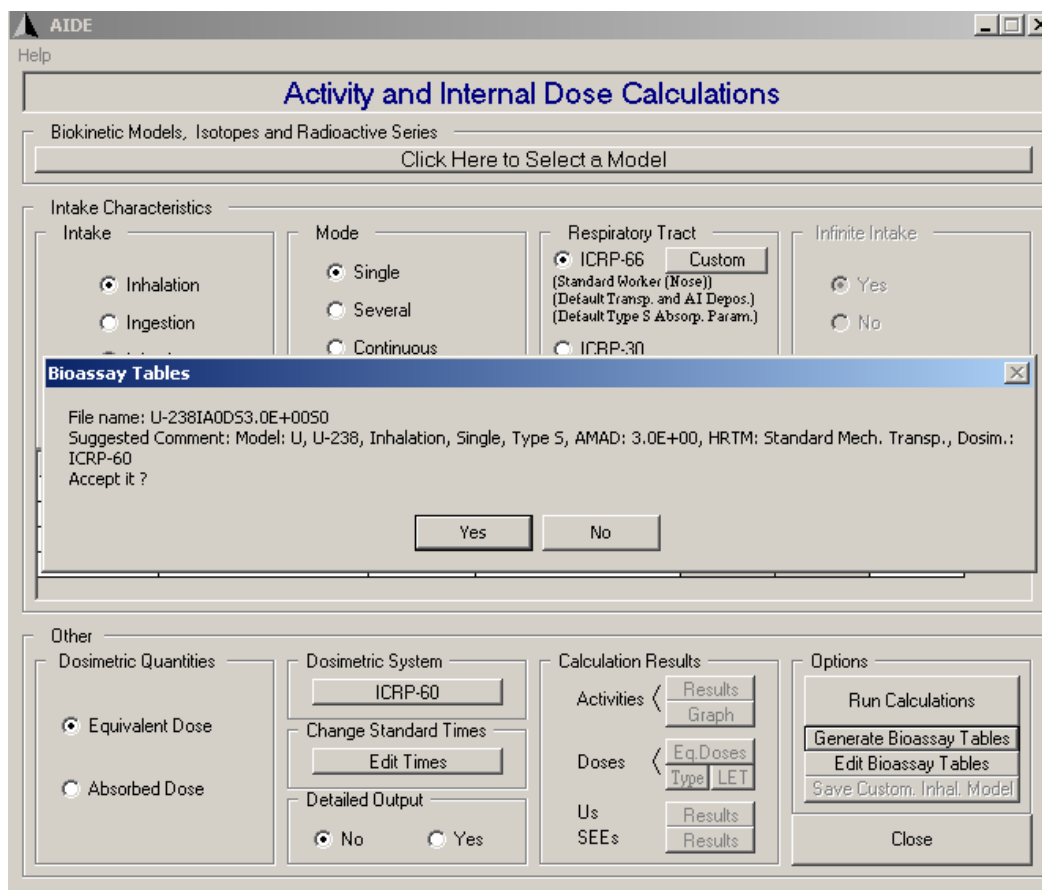 AIDE
Help
Activity and Internal Dose Calculations
Biokinetic Models, Isotopes and Radioactive Series
Click Here to Select a Model
Intake Characteristics
Intake
Inhalation
Ingestion
Mode
Single
Several
Continuous
Respiratory Tract
ICRP-66
Custom
(Standard Worker (Nose))
(Default Transp. and AI Depos.)
(Default Type S Absorp. Param.)
ICRP-30
Infinite Intake
Yes
No
Bioassay Tables
File name: U-238IA0DS3.0E+00S0
Suggested Comment: Model: U, U-238, Inhalation, Single, Type S, AMAD: 3.0E+00, HRTM: Standard Mech. Transp., Dosim.:
ICRP-60
Accept it ?
Yes
No
Other
Dosimetric Quantities
Equivalent Dose
Absorbed Dose
Dosimetric System
ICRP-60
Change Standard Times
Edit Times
Detailed Output
No
Yes
Calculation Results
Activities
Results
Graph
Doses
Eq.Doses
Type
LET
Us
Results
SEEs
Results
Options
Run Calculations
Generate Bioassay Tables
Edit Bioassay Tables
Save Custom. Inhal. Model
Close